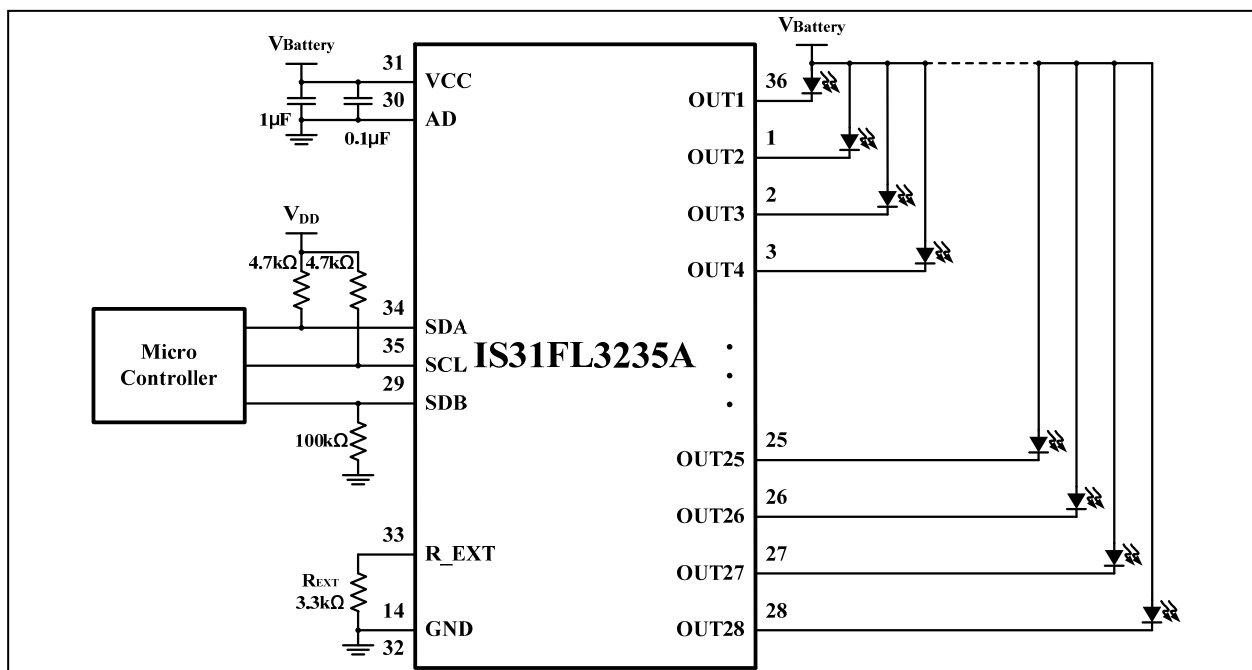 VBattery
31
VCC
30
AD
1µF
0.1µF
VDD
4.7kΩ 4.7kΩ
34
SDA
35
SCL
29
SDB
Micro
Controller
100kΩ
33
R_EXT
REXT
3.3kΩ
14
GND
32
IS31FL3235A
VBattery
36
OUT1
1
OUT2
2
OUT3
3
OUT4
25
OUT25
26
OUT26
27
OUT27
28
OUT28